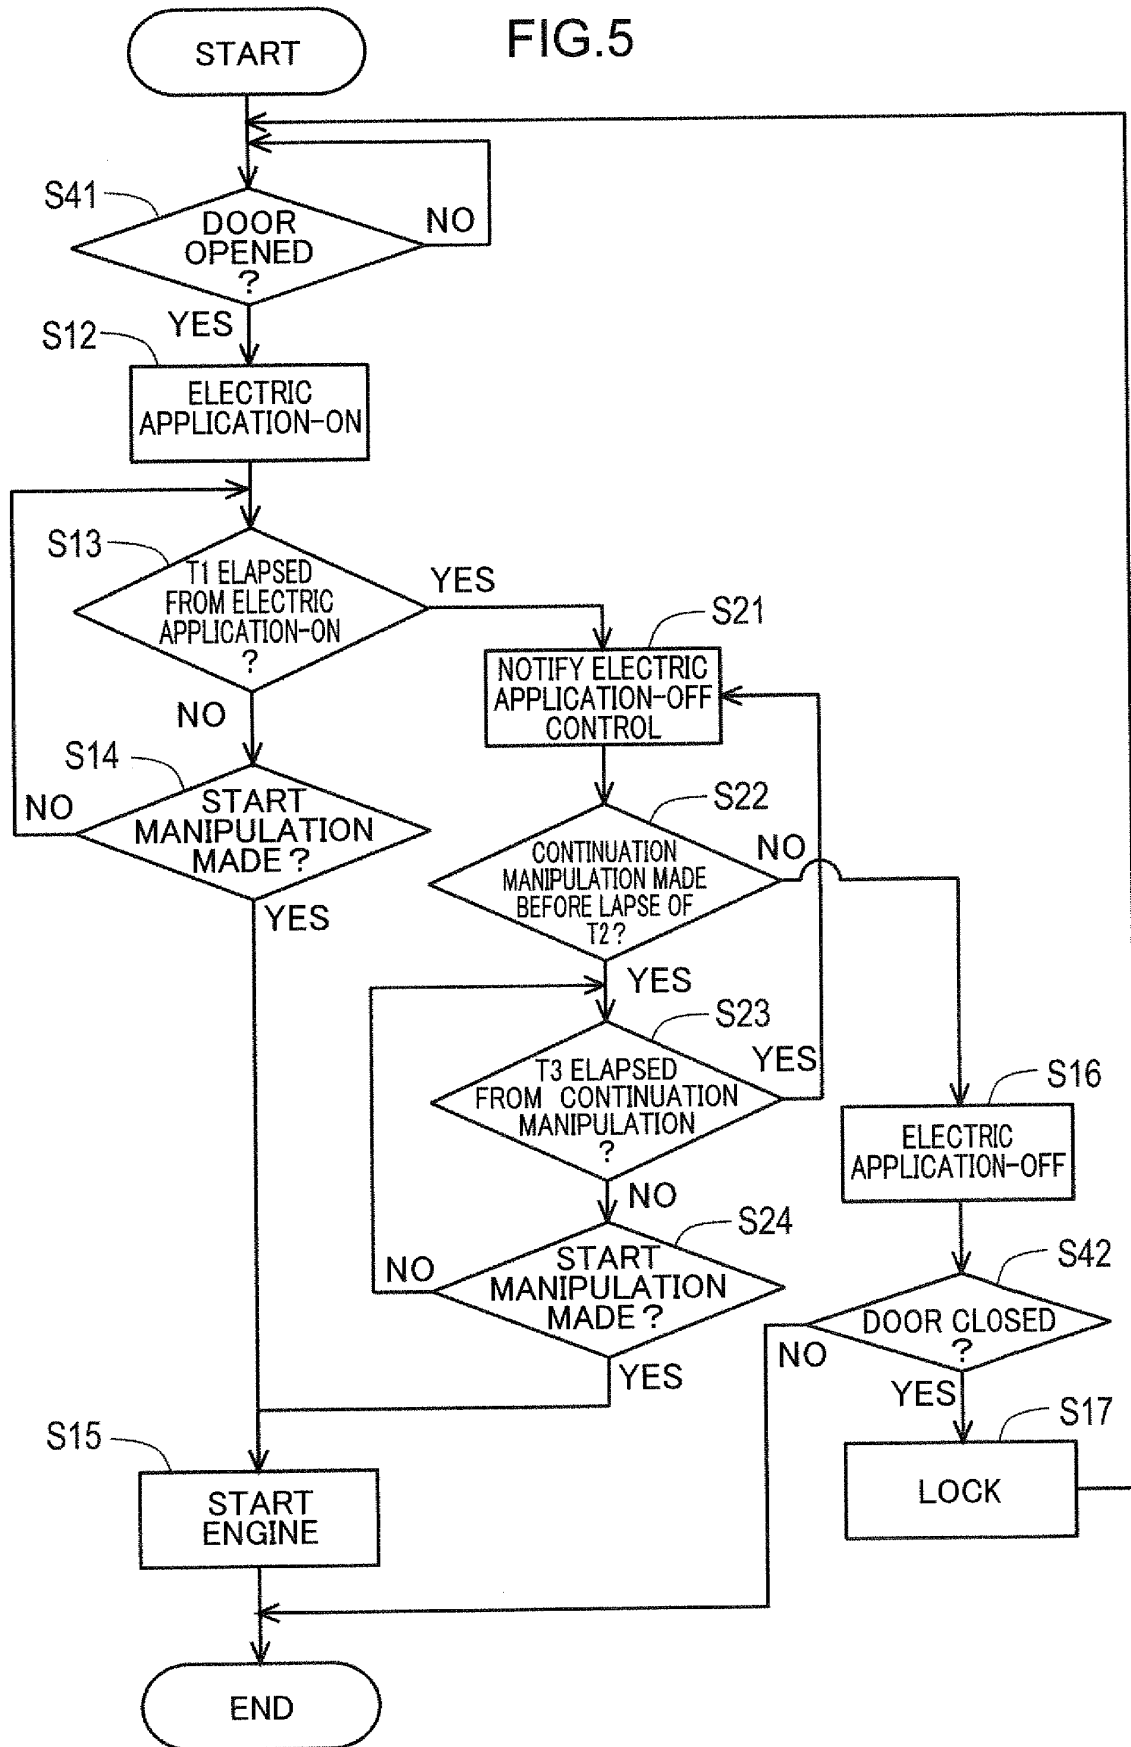 FIG.5
START
S41
DOOR
OPENED
?
NO
YES
S12
ELECTRIC
APPLICATION-ON
S13
T1 ELAPSED
FROM ELECTRIC
APPLICATION-ON
?
YES
NO
S21
NOTIFY ELECTRIC
APPLICATION-OFF
CONTROL
S14
START
MANIPULATION
MADE?
NO
YES
S22
CONTINUATION
MANIPULATION MADE
BEFORE LAPSE OF
T2?
NO
YES
S23
T3 ELAPSED
FROM CONTINUATION
MANIPULATION
?
YES
NO
S16
ELECTRIC
APPLICATION-OFF
S24
START
MANIPULATION
MADE?
NO
YES
S42
DOOR CLOSED
?
NO
YES
S15
START
ENGINE
S17
LOCK
END